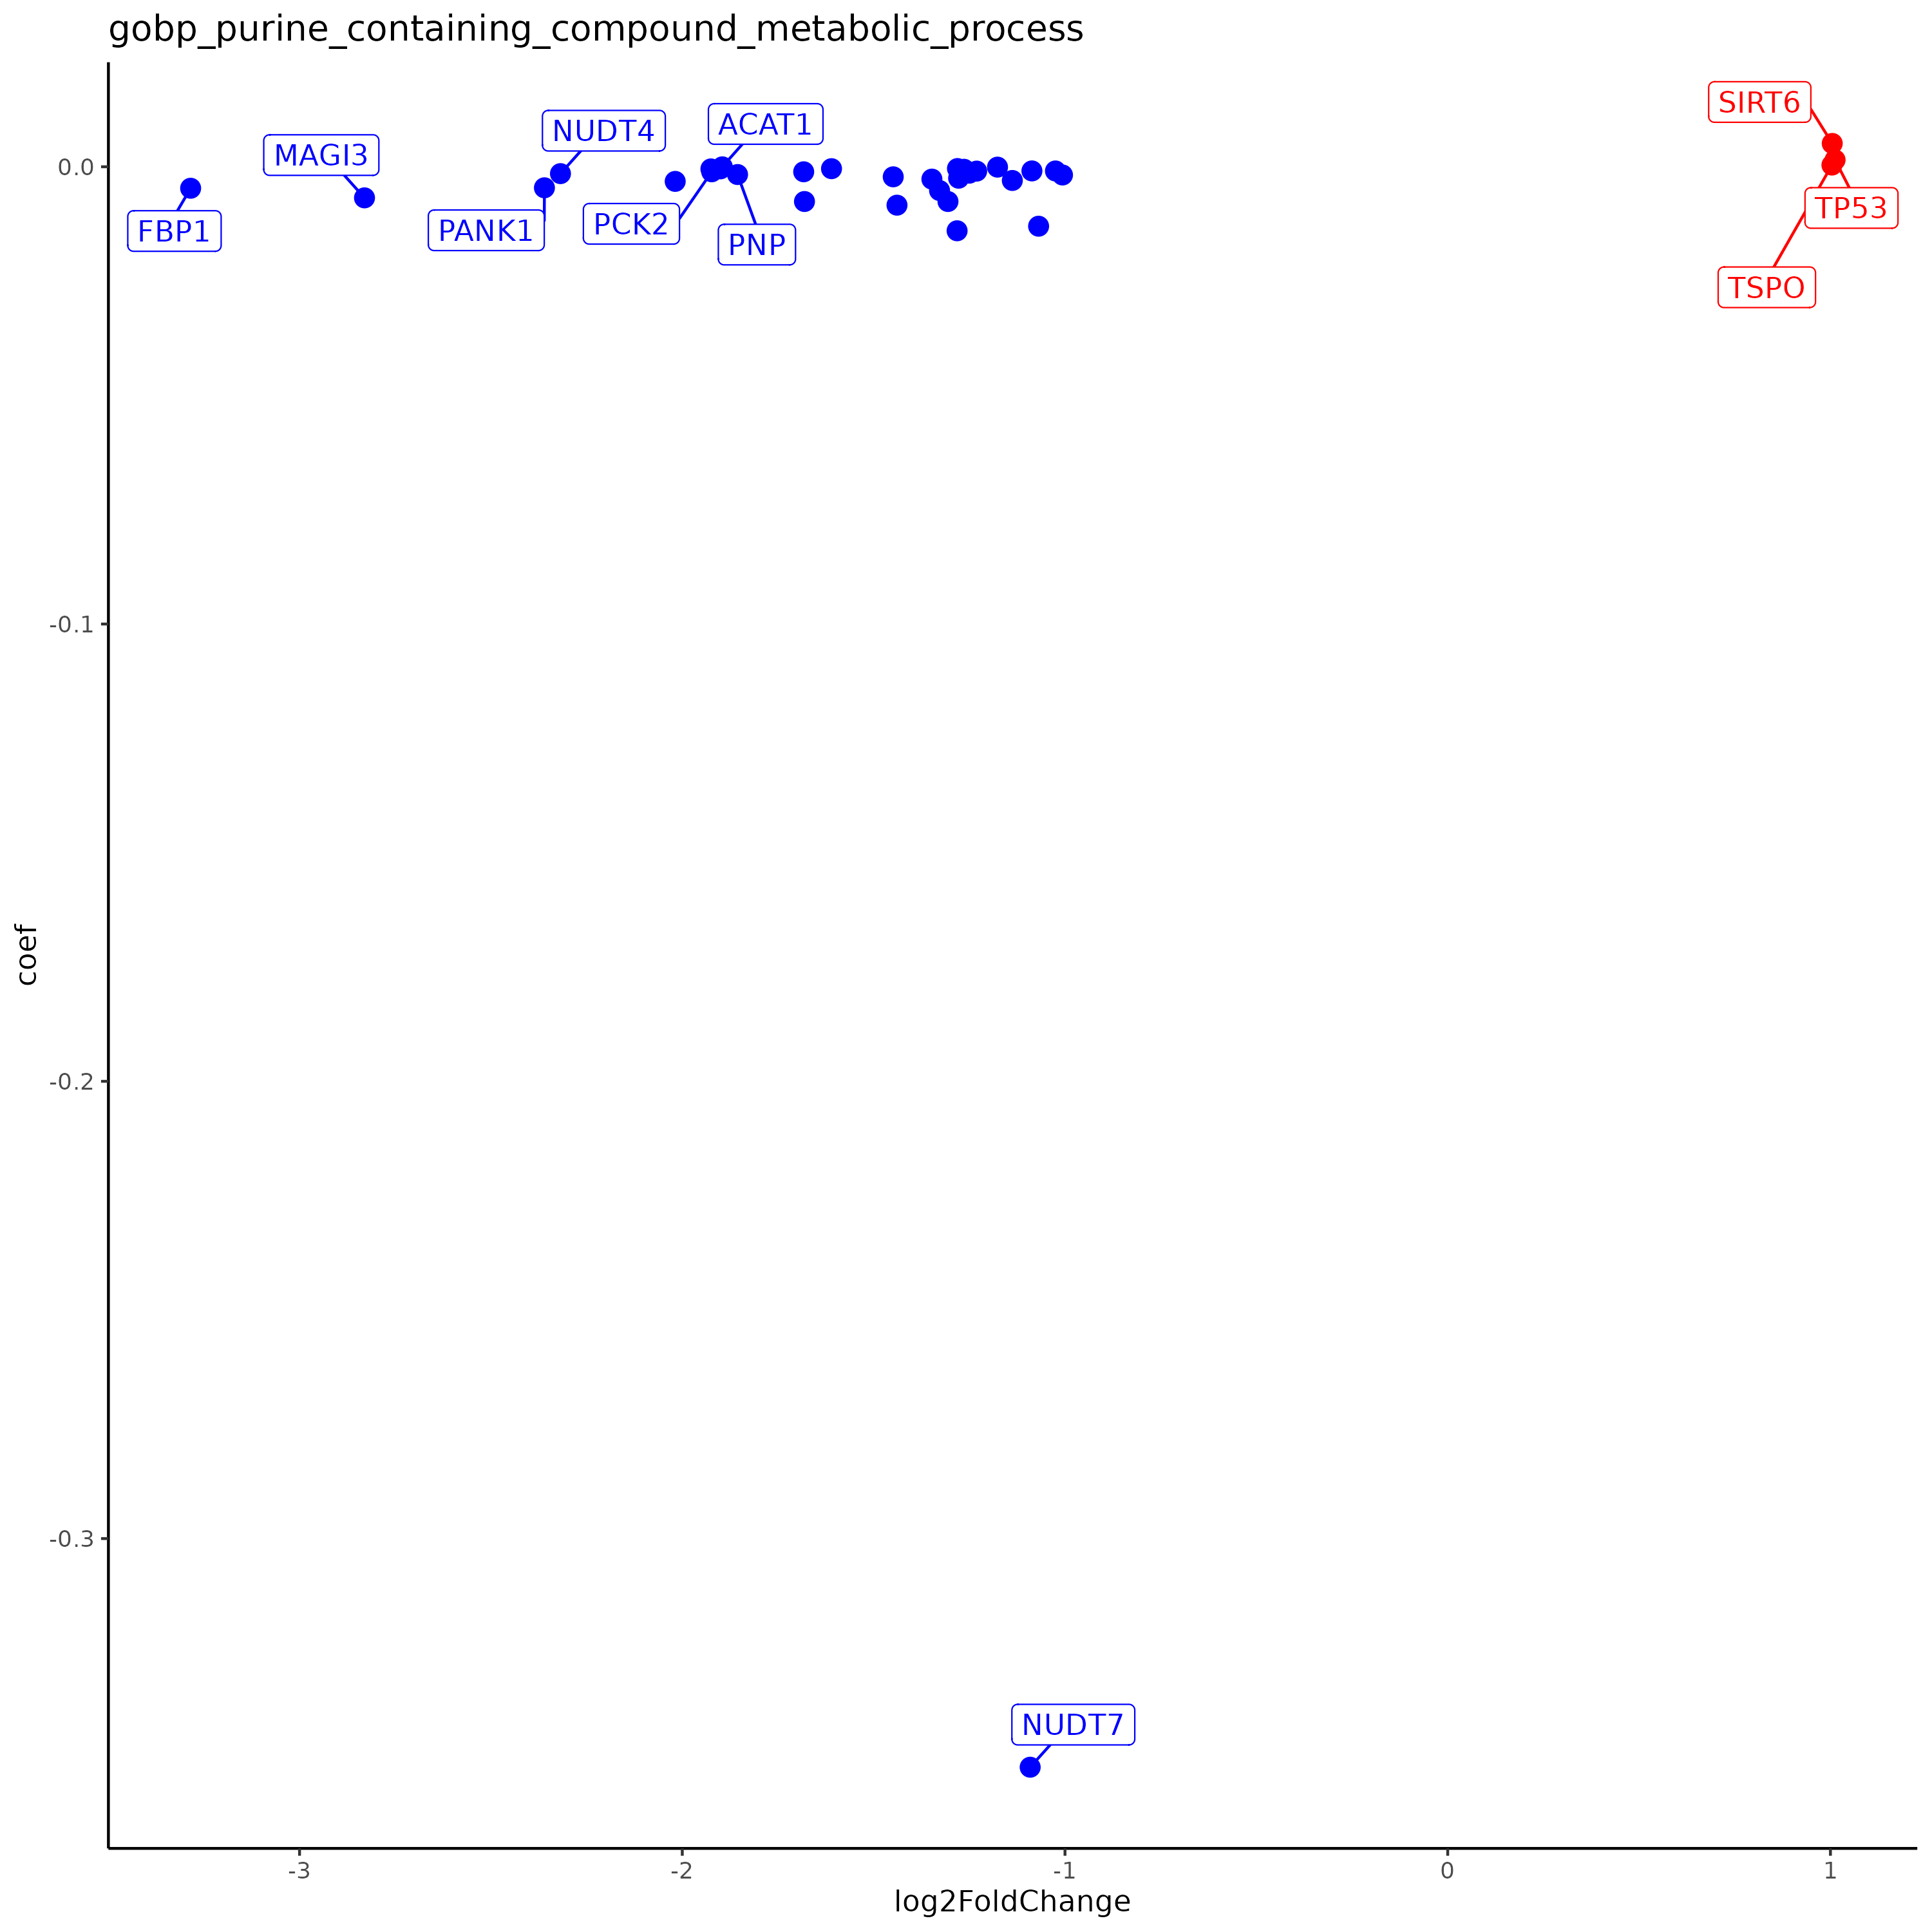 gobp_purine_containing_compound_metabolic_process
SIRT6
ACAT1
NUDT4
MAGI3
0.0
TP53
PCK2
PANK1
FBP1
PNP
TSPO
-0.1
coef
-0.2
-0.3
NUDT7
-3
-2
-1
0
1
log2FoldChange